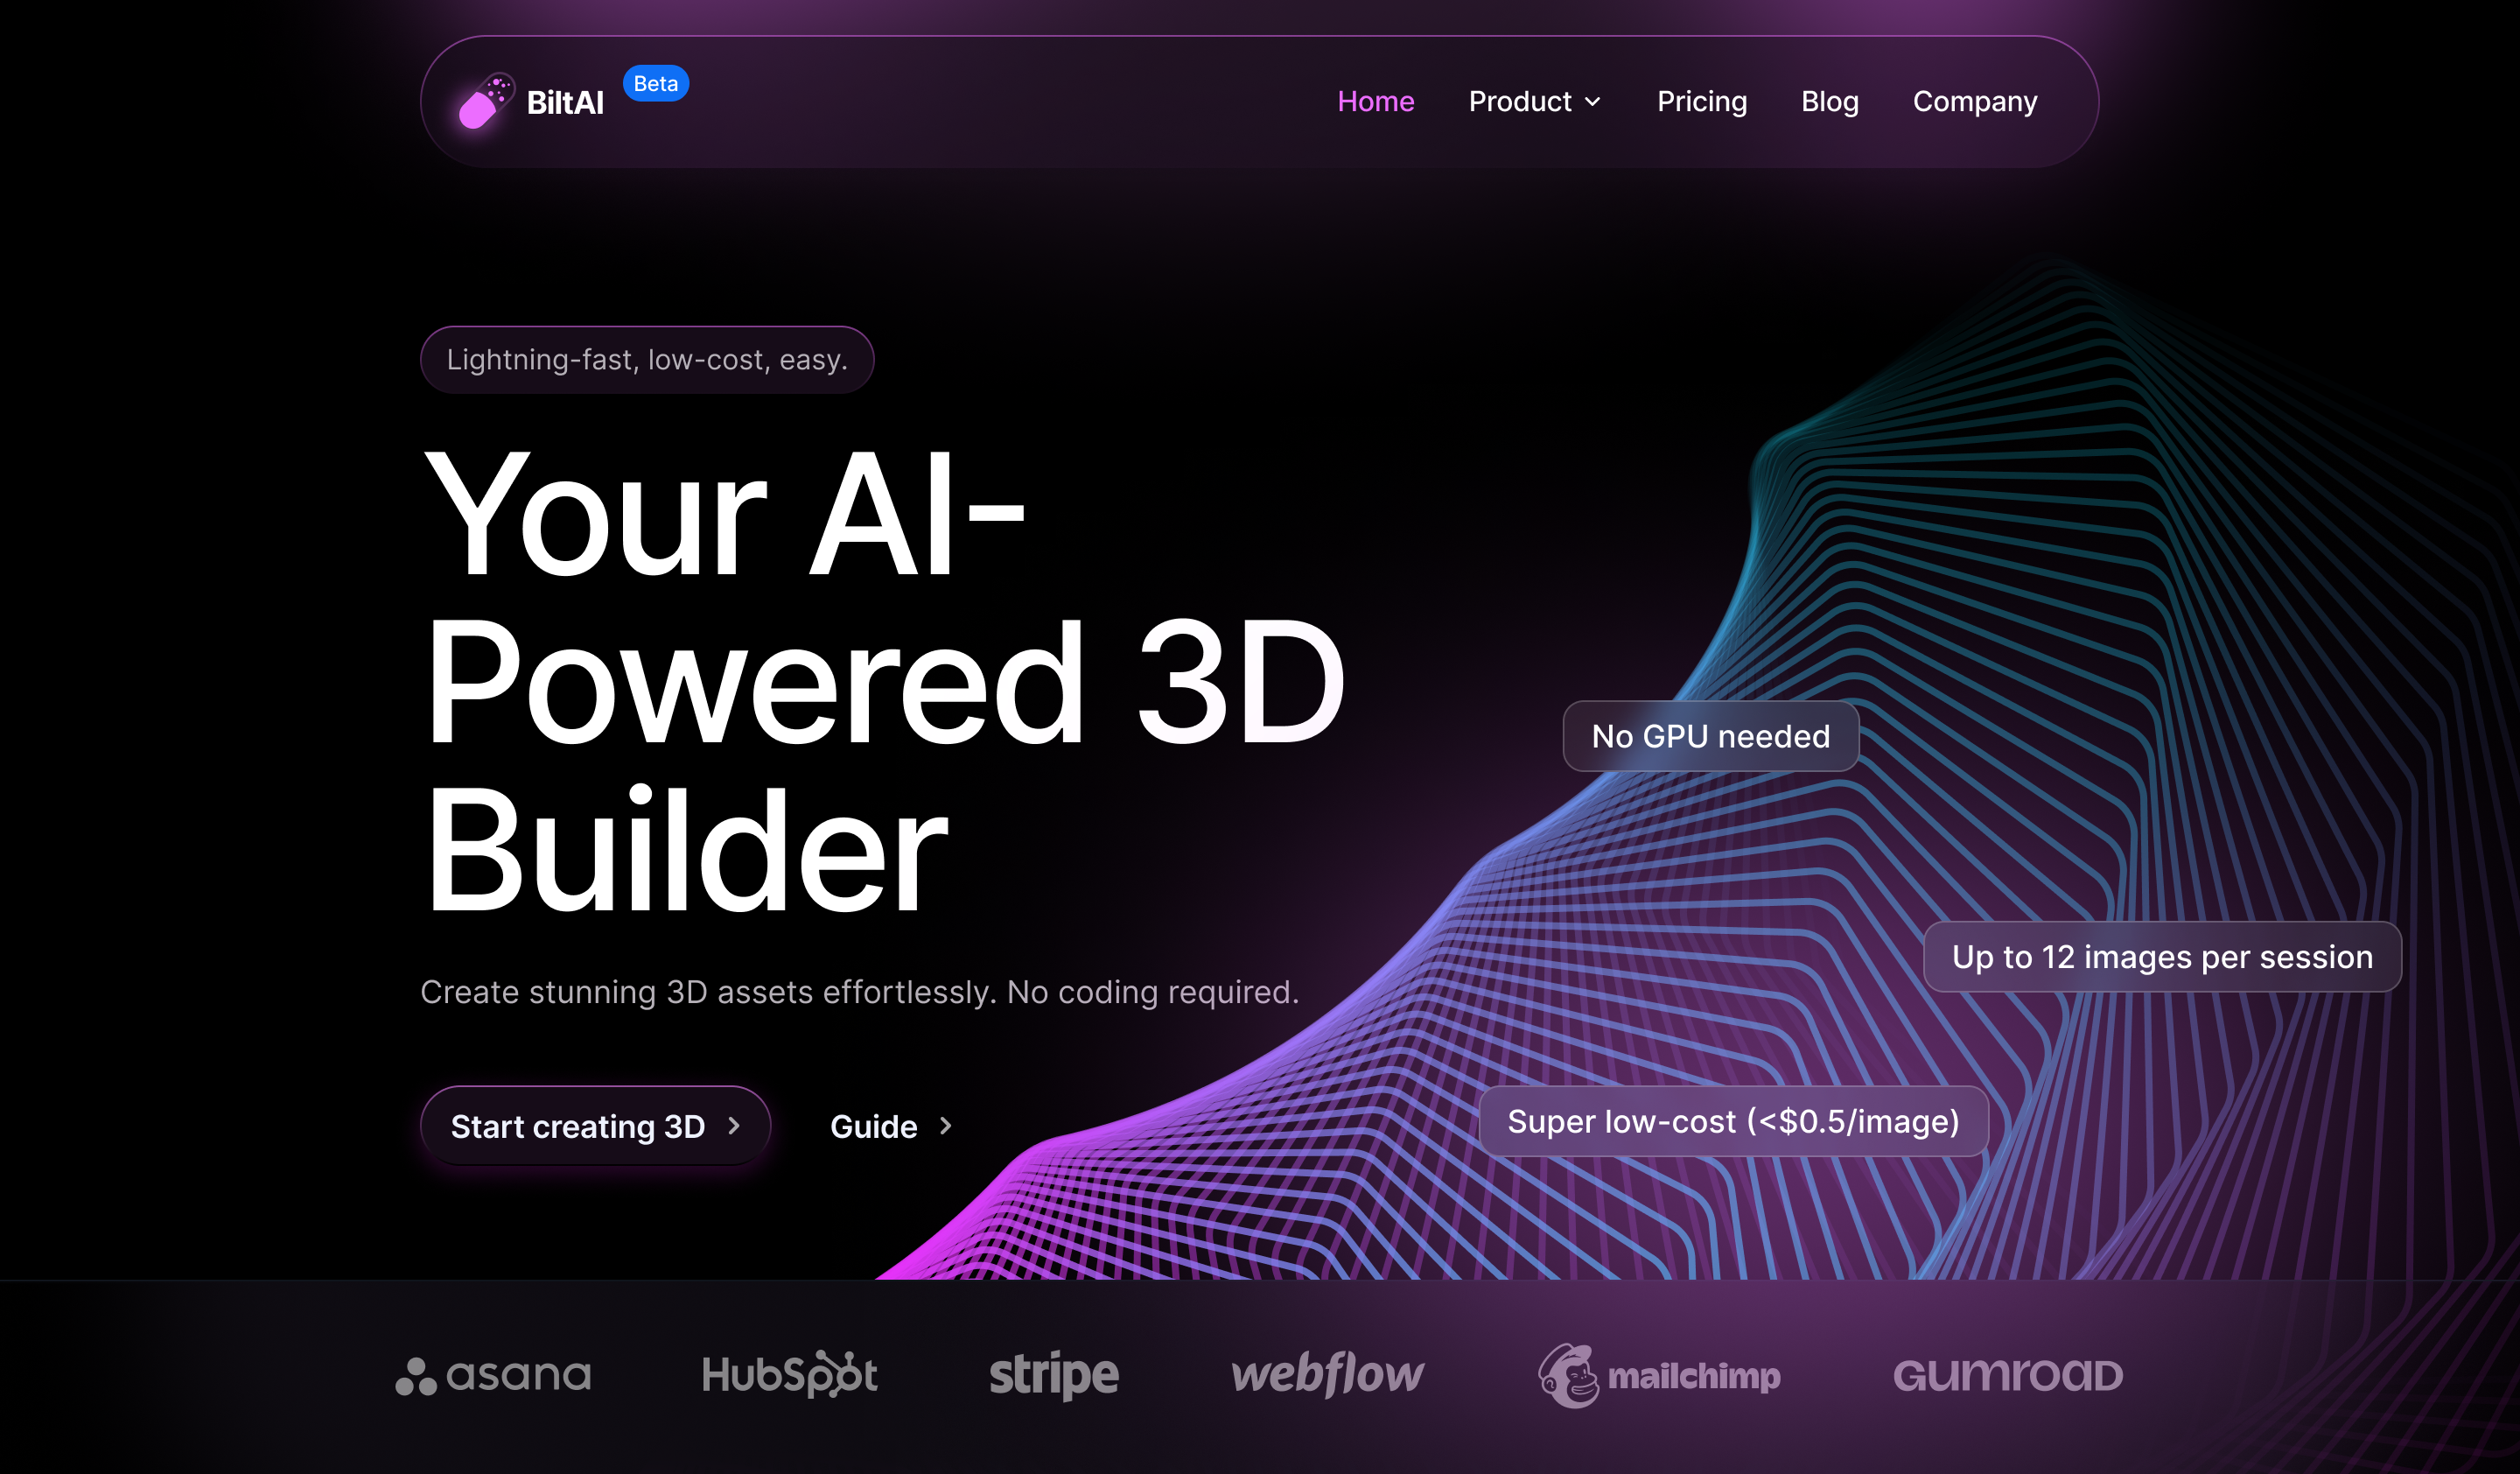 BiltAI
Beta
Home Product Pricing Blog Company
Lightning-fast, low-cost, easy.
Your AI-
Powered 3D
Builder
No GPU needed
Up to 12 images per session
Create stunning 3D assets effortlessly. No coding required.
Super low-cost (<$0.5/image)
Start creating 3D Guide
asana HubSpot stripe webflow mailchimp GUMROAD